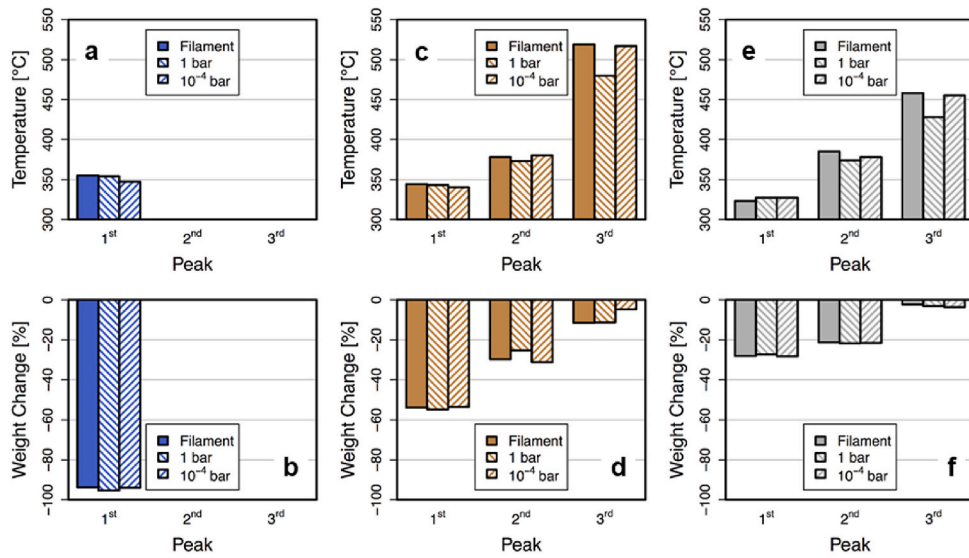 a
Temperature [°C]
550
500
450
400
350
300
Filament
1 bar
10⁻⁴ bar
1ˢᵗ
2ⁿᵈ
3ʳᵈ
Peak
c
Temperature [°C]
550
500
450
400
350
300
Filament
1 bar
10⁻⁴ bar
1ˢᵗ
2ⁿᵈ
3ʳᵈ
Peak
e
Temperature [°C]
550
500
450
400
350
300
Filament
1 bar
10⁻⁴ bar
1ˢᵗ
2ⁿᵈ
3ʳᵈ
Peak
b
Weight Change [%]
0
−20
−40
−60
−80
−100
Filament
1 bar
10⁻⁴ bar
1ˢᵗ
2ⁿᵈ
3ʳᵈ
Peak
d
Weight Change [%]
0
−20
−40
−60
−80
−100
Filament
1 bar
10⁻⁴ bar
1ˢᵗ
2ⁿᵈ
3ʳᵈ
Peak
f
Weight Change [%]
0
−20
−40
−60
−80
−100
Filament
1 bar
10⁻⁴ bar
1ˢᵗ
2ⁿᵈ
3ʳᵈ
Peak